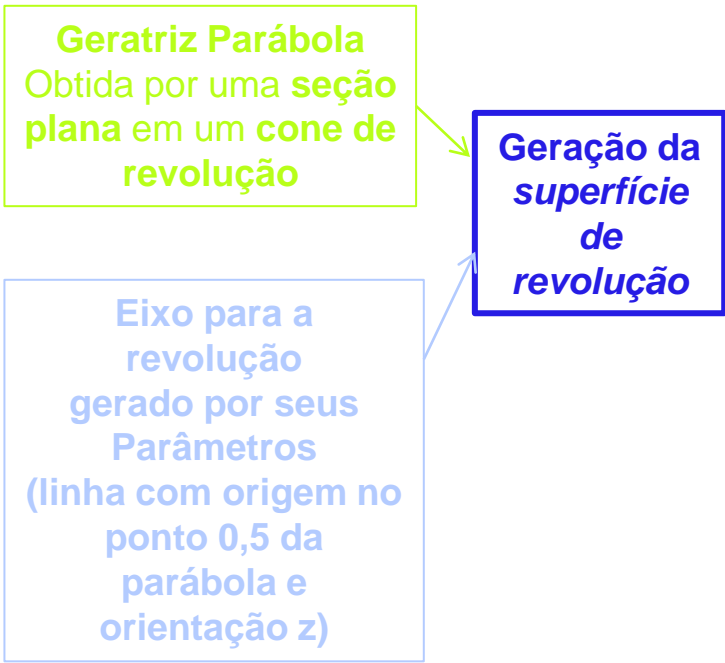 Geratriz Parábola
Obtida por uma seção
plana em um cone de
revolução
Geração da
superfície
de
revolução
Eixo para a
revolução
gerado por seus
Parâmetros
(linha com origem no
ponto 0,5 da
parábola e
orientação z)